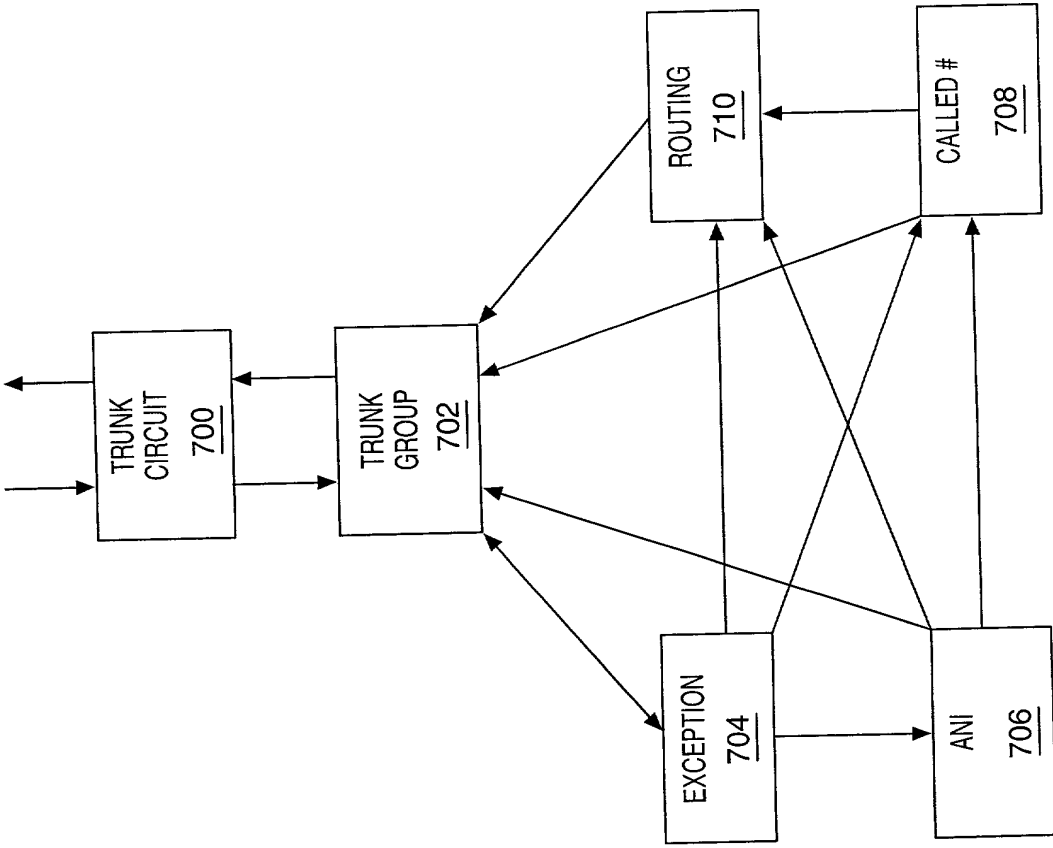 TRUNK
CIRCUIT
700
TRUNK
GROUP
702
EXCEPTION
704
ROUTING
710
ANI
706
CALLED #
708